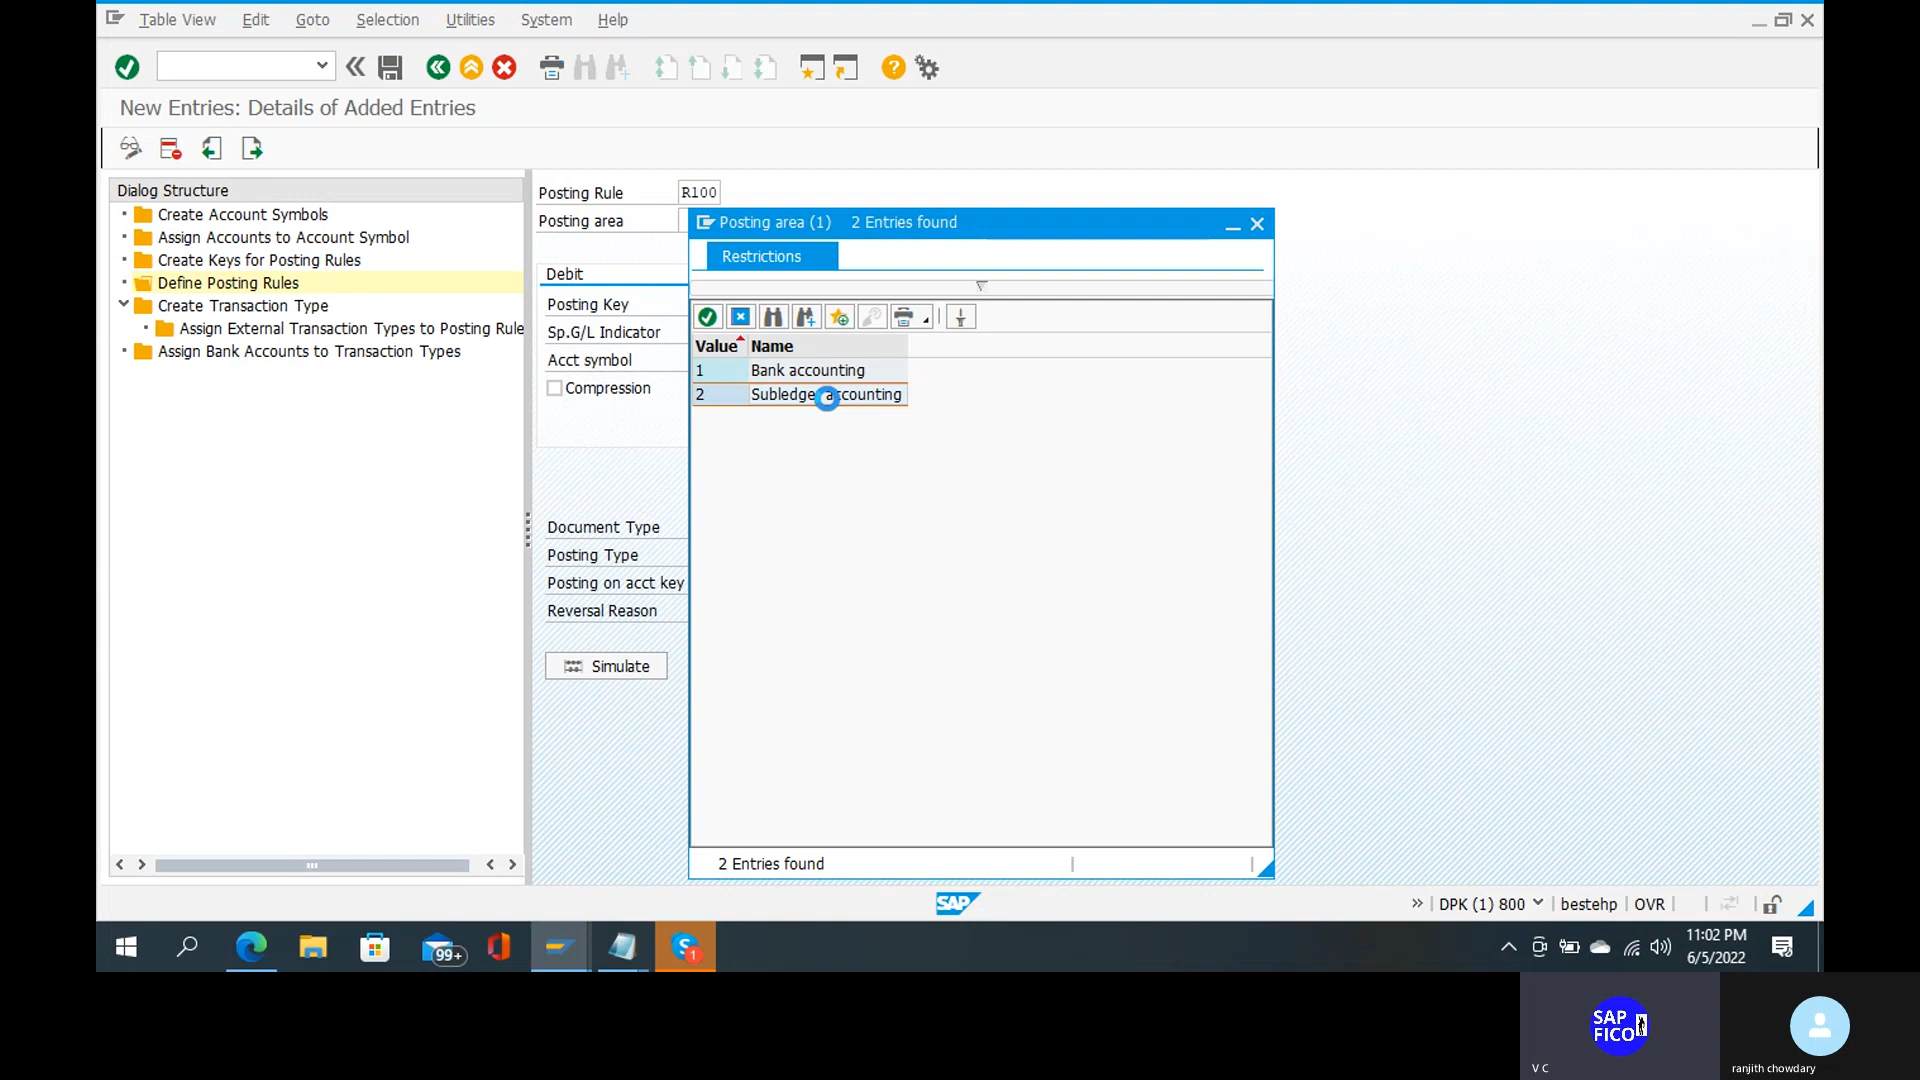 Table View Edit Goto Selection Utilities System Help
New Entries: Details of Added Entries
Dialog Structure
Create Account Symbols
Assign Accounts to Account Symbol
Create Keys for Posting Rules
Define Posting Rules
Create Transaction Type
Assign External Transaction Types to Posting Rule
Assign Bank Accounts to Transaction Types
Posting Rule R100
Posting area
Debit
Posting Key
Sp.G/L Indicator
Acct symbol
Compression
Document Type
Posting Type
Posting on acct key
Reversal Reason
Simulate
Posting area (1) 2 Entries found
Restrictions
Value Name
1 Bank accounting
2 Subledger accounting
2 Entries found
SAP
DPK (1) 800 bestehp OVR
99+
1
11:02 PM
6/5/2022
SAP
FICO
V C
ranjith chowdary